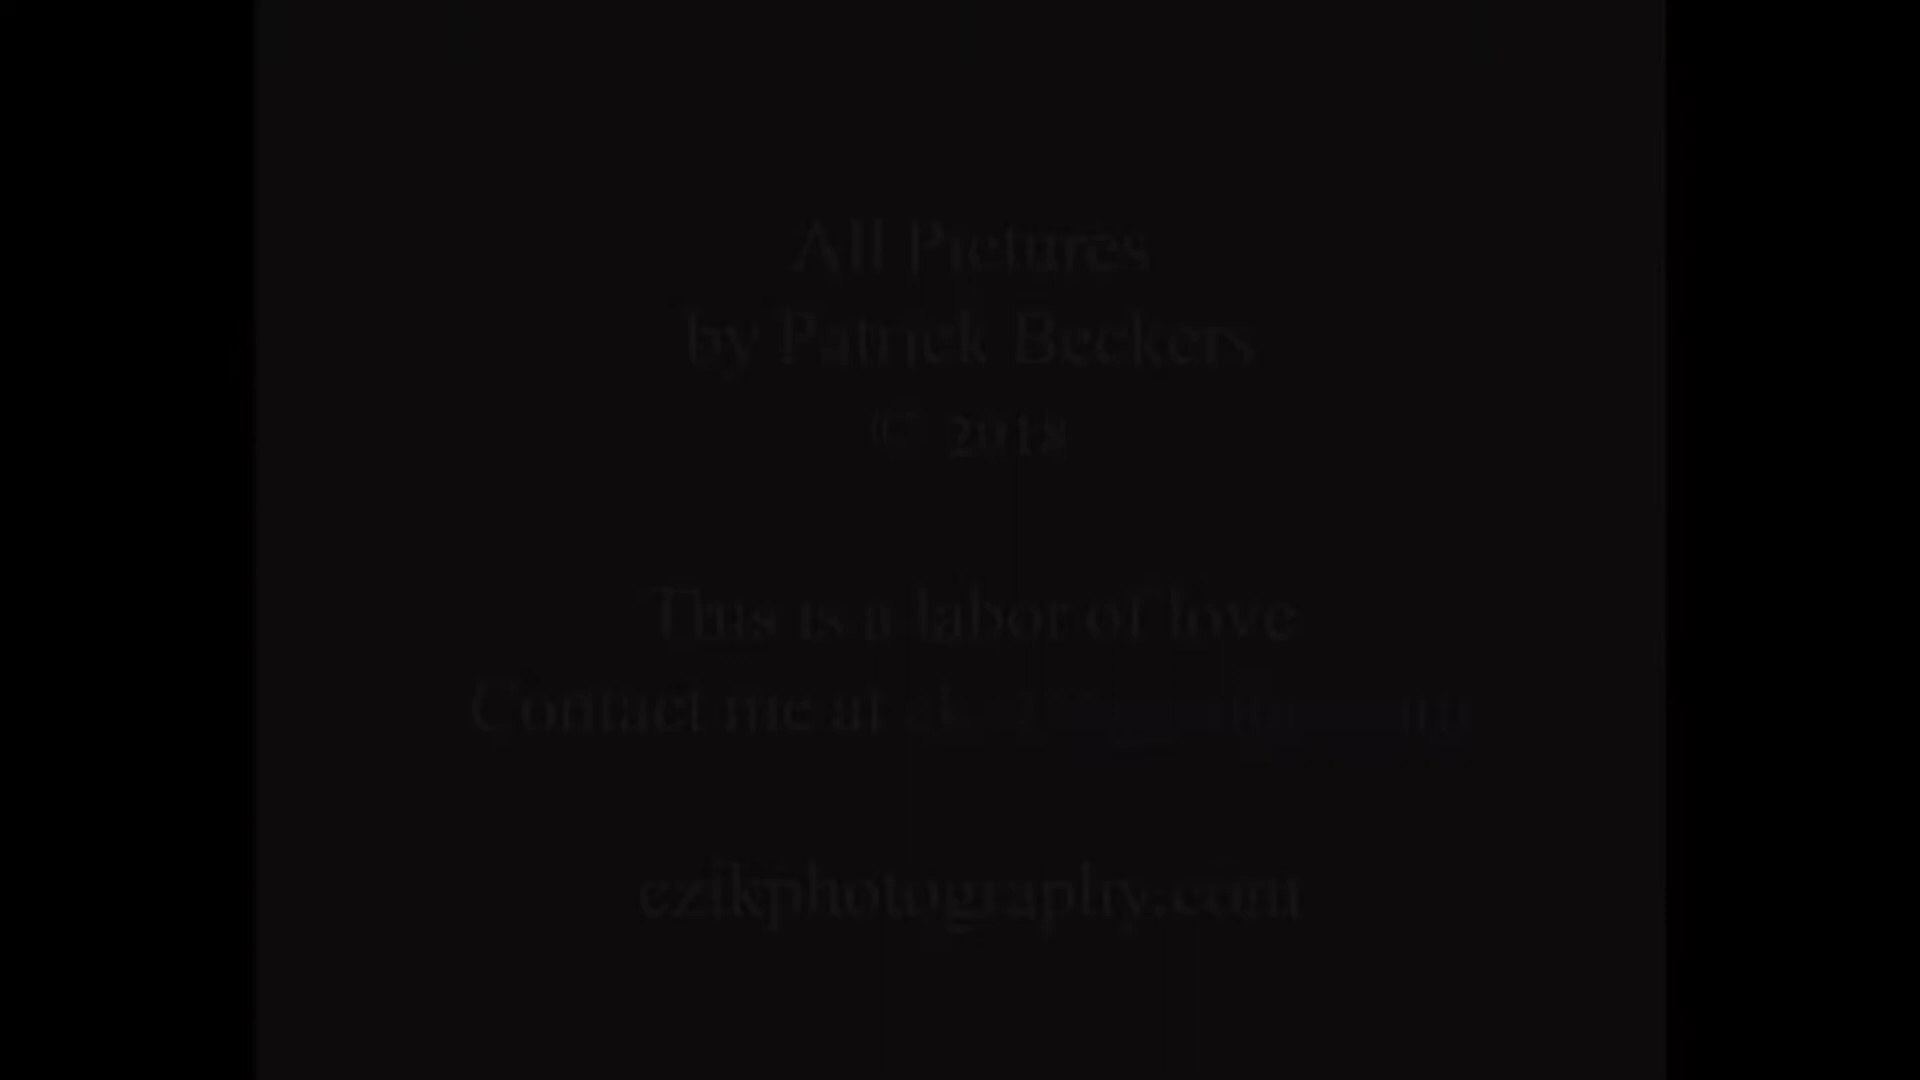 All Pictures
by Patrick Beckers
© 2018
This is a labor of love
Contact me at
ezikphotography.com